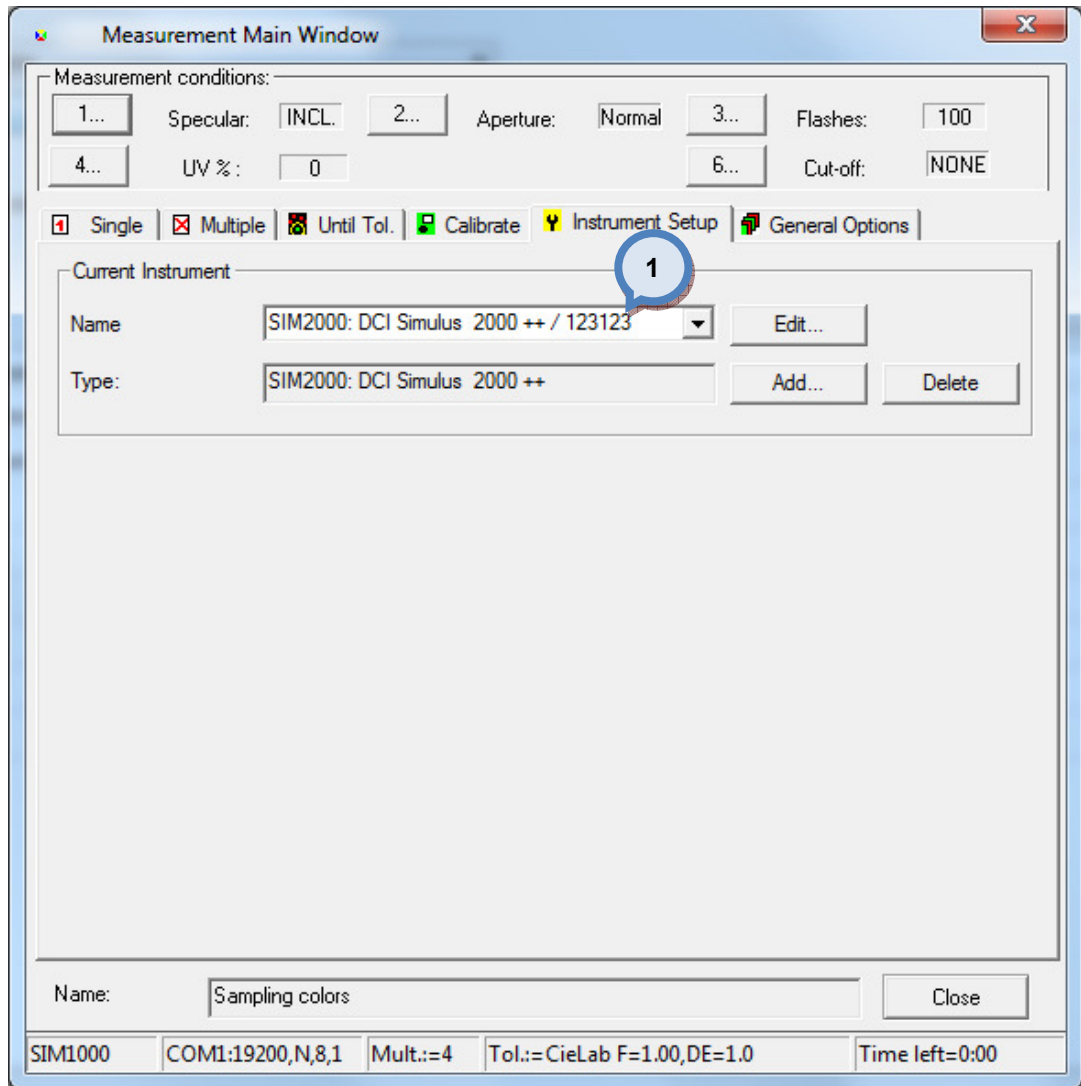 Measurement Main Window
Measurement conditions:
1... Specular: INCL. 2... Aperture: Normal 3... Flashes: 100
4... UV % : 0 6... Cut-off: NONE
1 Single Multiple Until Tol. Calibrate Instrument Setup General Options
1
Current Instrument
Name SIM2000: DCI Simulus 2000 ++ / 123123 Edit...
Type: SIM2000: DCI Simulus 2000 ++ Add... Delete
Name: Sampling colors Close
SIM1000 COM1:19200,N,8,1 Mult.:=4 Tol.:=CieLab F=1.00,DE=1.0 Time left=0:00